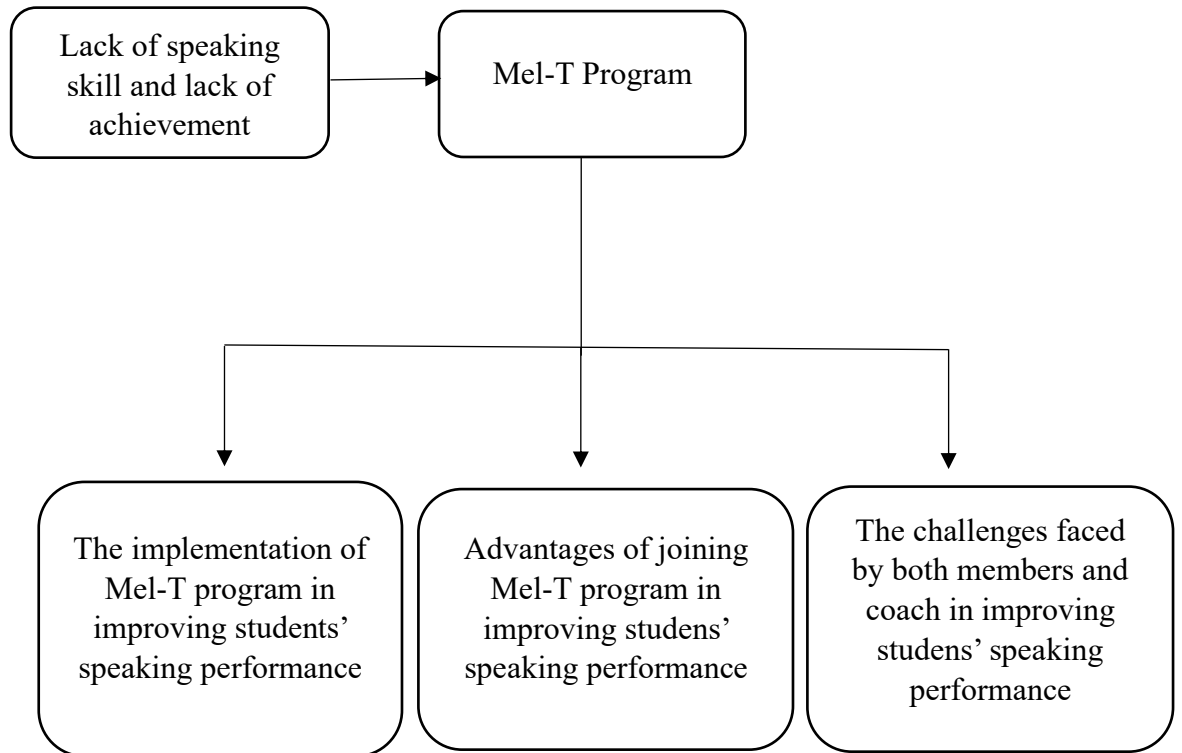 Lack of speaking
skill and lack of
achievement
Mel-T Program
The implementation of
Mel-T program in
improving students’
speaking performance
Advantages of joining
Mel-T program in
improving studens’
speaking performance
The challenges faced
by both members and
coach in improving
studens’ speaking
performance